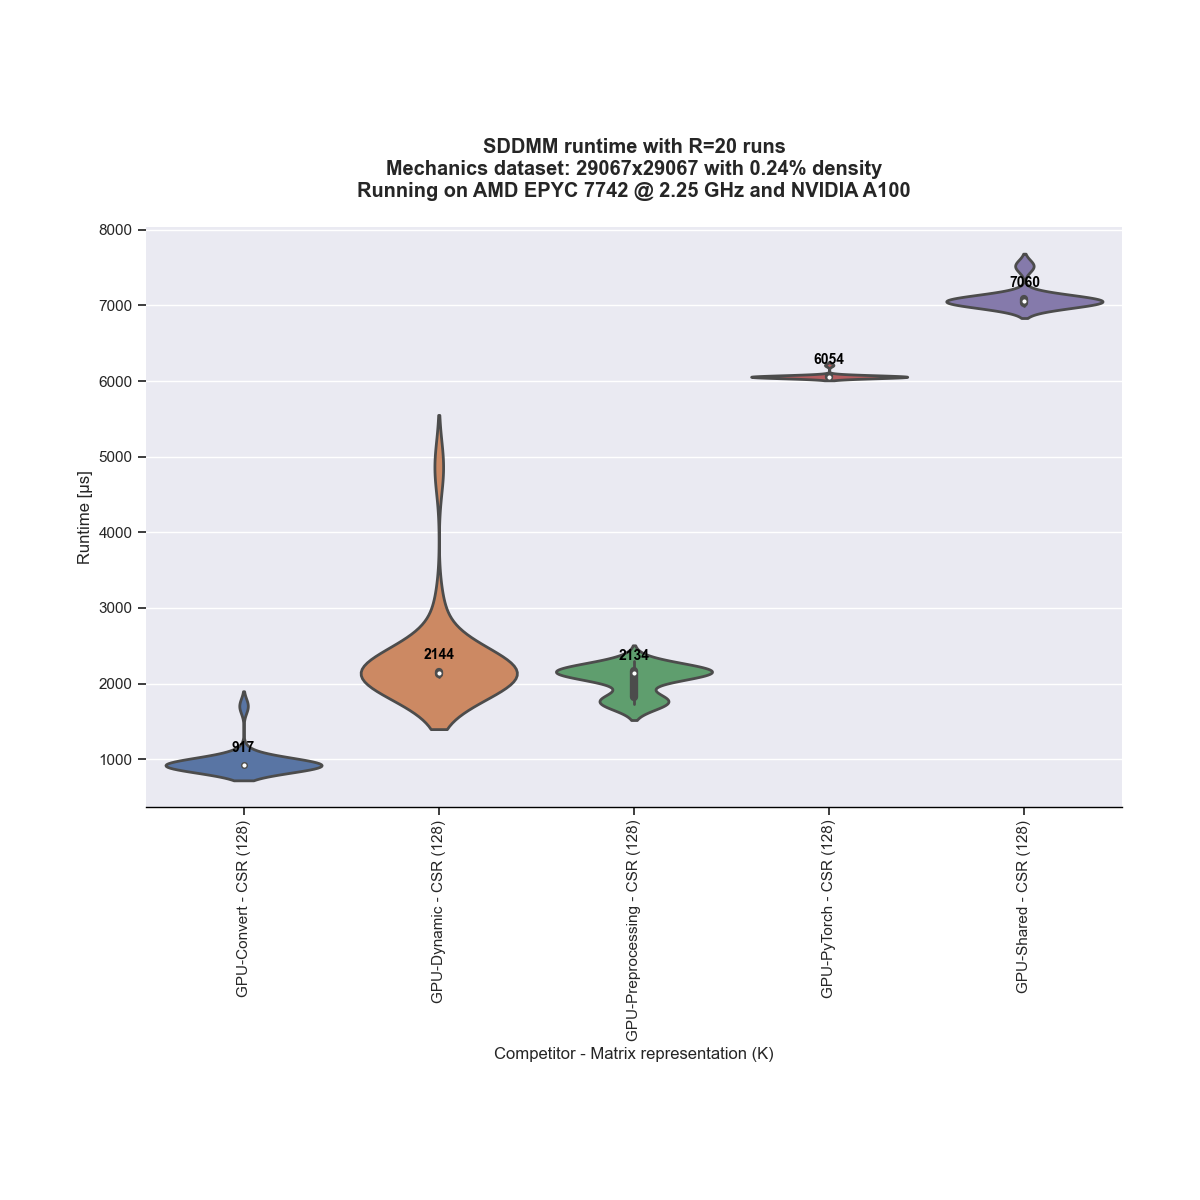 SDDMM runtime with R=20 runs
Mechanics dataset: 29067x29067 with 0.24% density
Running on AMD EPYC 7742 @ 2.25 GHz and NVIDIA A100
8000
7000
6000
5000
4000
3000
2000
1000
Runtime [μs]
917
2144
2134
6054
7060
GPU-Convert - CSR (128)
GPU-Dynamic - CSR (128)
GPU-Preprocessing - CSR (128)
GPU-PyTorch - CSR (128)
GPU-Shared - CSR (128)
Competitor - Matrix representation (K)